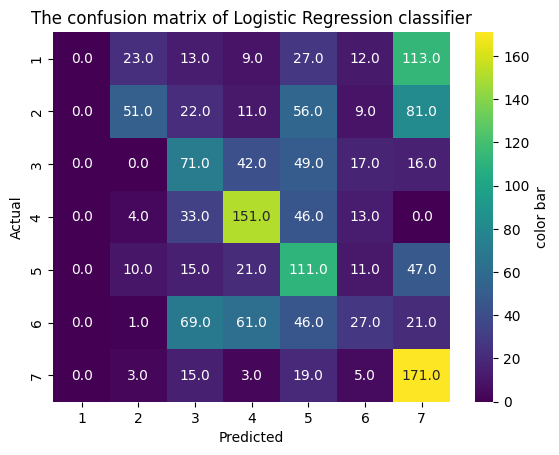 The confusion matrix of Logistic Regression classifier
1 0.0 23.0 13.0 9.0 27.0 12.0 113.0
2 0.0 51.0 22.0 11.0 56.0 9.0 81.0
3 0.0 0.0 71.0 42.0 49.0 17.0 16.0
4 0.0 4.0 33.0 151.0 46.0 13.0 0.0
5 0.0 10.0 15.0 21.0 111.0 11.0 47.0
6 0.0 1.0 69.0 61.0 46.0 27.0 21.0
7 0.0 3.0 15.0 3.0 19.0 5.0 171.0
1 2 3 4 5 6 7
Predicted
Actual
160
140
120
100
80
60
40
20
0
color bar